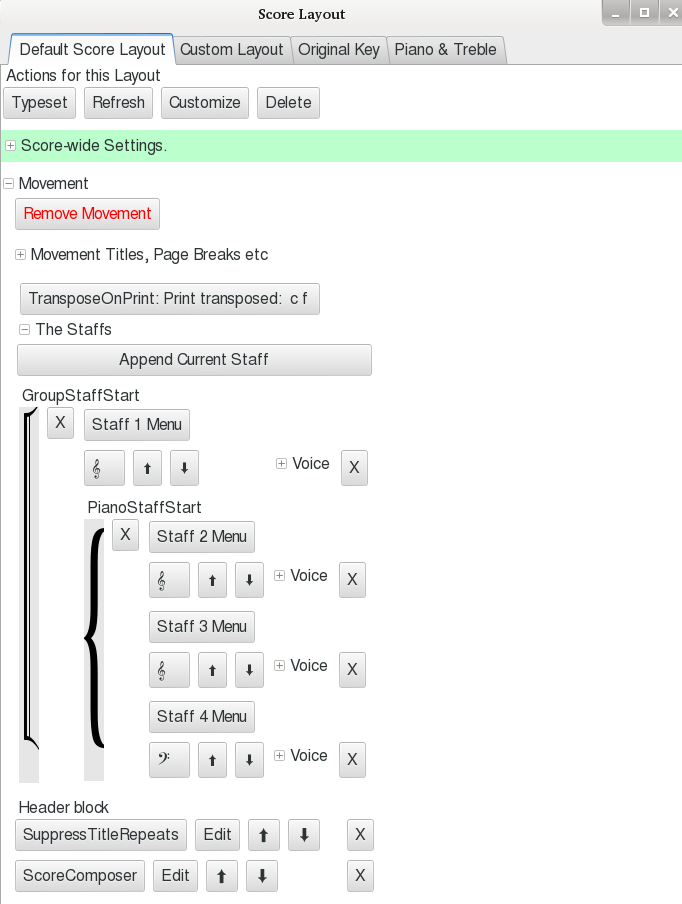 Score Layout
Default Score Layout Custom Layout Original Key Piano & Treble
Actions for this Layout
Typeset Refresh Customize Delete
Score-wide Settings.
Movement
Remove Movement
Movement Titles, Page Breaks etc
TransposeOnPrint: Print transposed: c f
The Staffs
Append Current Staff
GroupStaffStart
X Staff 1 Menu
Voice X
PianoStaffStart
X Staff 2 Menu
Voice X
Staff 3 Menu
Voice X
Staff 4 Menu
Voice X
Header block
SuppressTitleRepeats Edit X
ScoreComposer Edit X